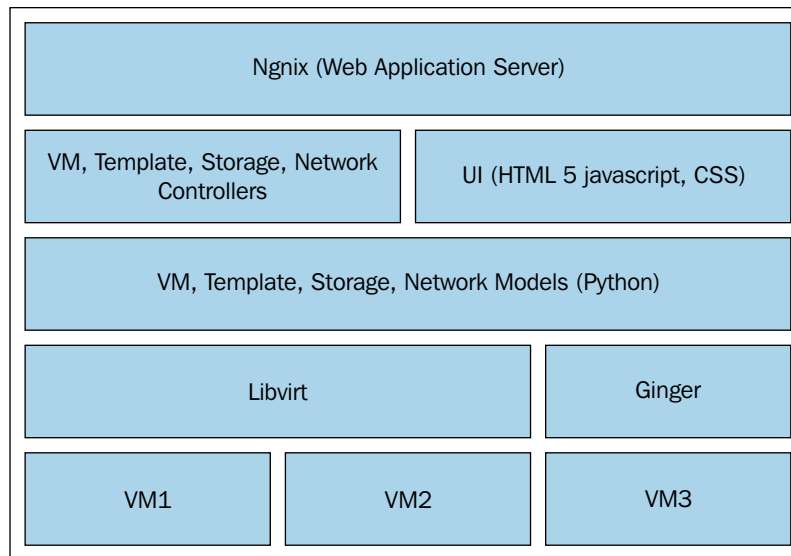 Ngnix (Web Application Server)
VM, Template, Storage, Network
Controllers
UI (HTML 5 javascript, CSS)
VM, Template, Storage, Network Models (Python)
Libvirt
Ginger
VM1
VM2
VM3